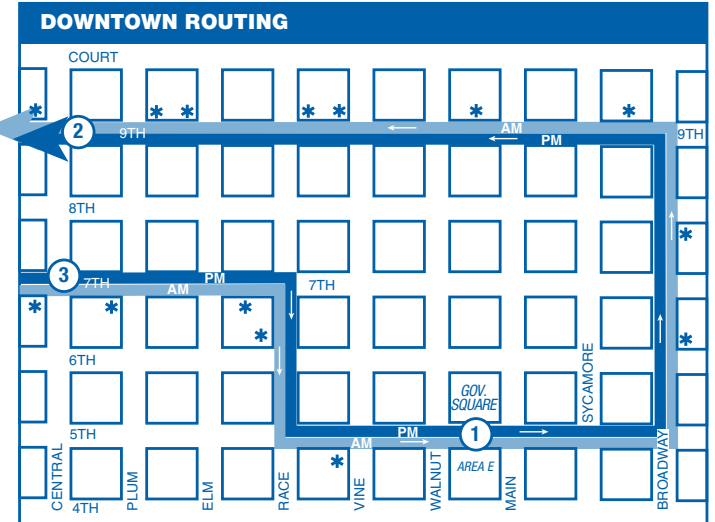 DOWNTOWN ROUTING
COURT
* * * * * * *
2
9TH
AM
PM
9TH
8TH
*
3
7TH
PM
AM
7TH
* * * *
*
*
6TH
GOV.
SQUARE
SYCAMORE
5TH
PM
AM
1
AREA E
*
CENTRAL
PLUM
ELM
RACE
VINE
WALNUT
MAIN
BROADWAY
4TH